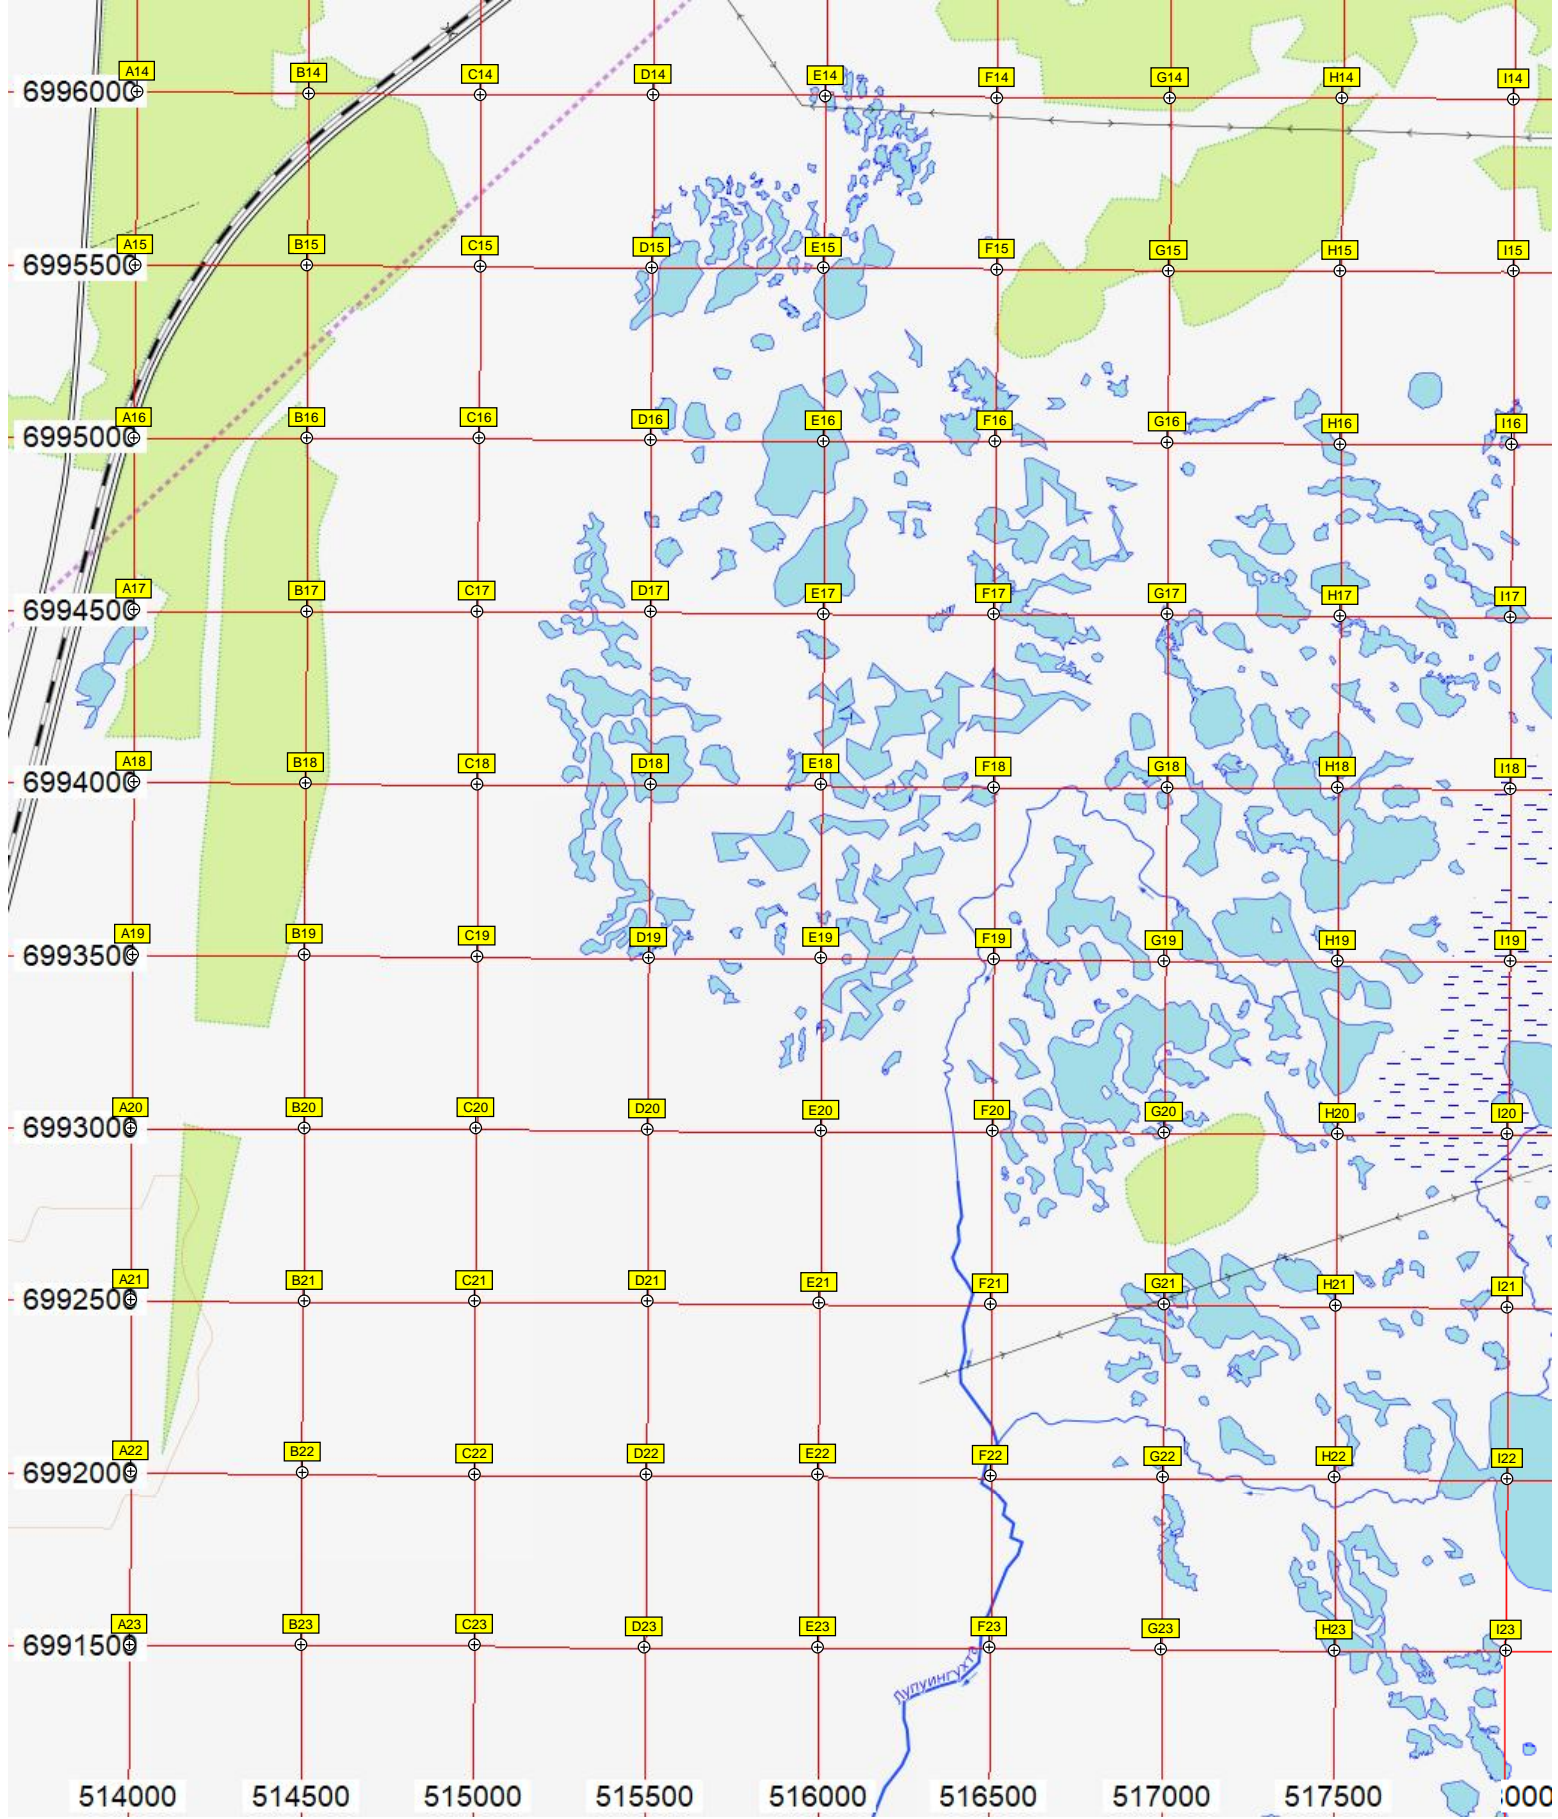 A14 B14 C14 D14 E14 F14 G14 H14 I14
6996000
A15 B15 C15 D15 E15 F15 G15 H15 I15
6995500
A16 B16 C16 D16 E16 F16 G16 H16 I16
6995000
A17 B17 C17 D17 E17 F17 G17 H17 I17
6994500
A18 B18 C18 D18 E18 F18 G18 H18 I18
6994000
A19 B19 C19 D19 E19 F19 G19 H19 I19
6993500
A20 B20 C20 D20 E20 F20 G20 H20 I20
6993000
A21 B21 C21 D21 E21 F21 G21 H21 I21
6992500
A22 B22 C22 D22 E22 F22 G22 H22 I22
6992000
A23 B23 C23 D23 E23 F23 G23 H23 I23
6991500
514000 514500 515000 515500 516000 516500 517000 517500